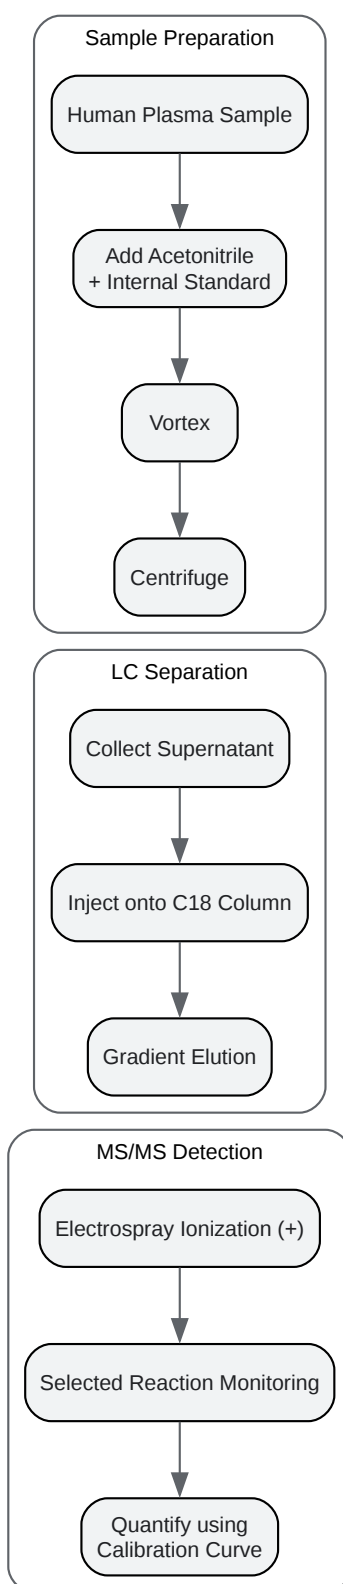 Sample Preparation
Human Plasma Sample
Add Acetonitrile
+ Internal Standard
Vortex
Centrifuge
LC Separation
Collect Supernatant
Inject onto C18 Column
Gradient Elution
MS/MS Detection
Electrospray Ionization (+)
Selected Reaction Monitoring
Quantify using
Calibration Curve